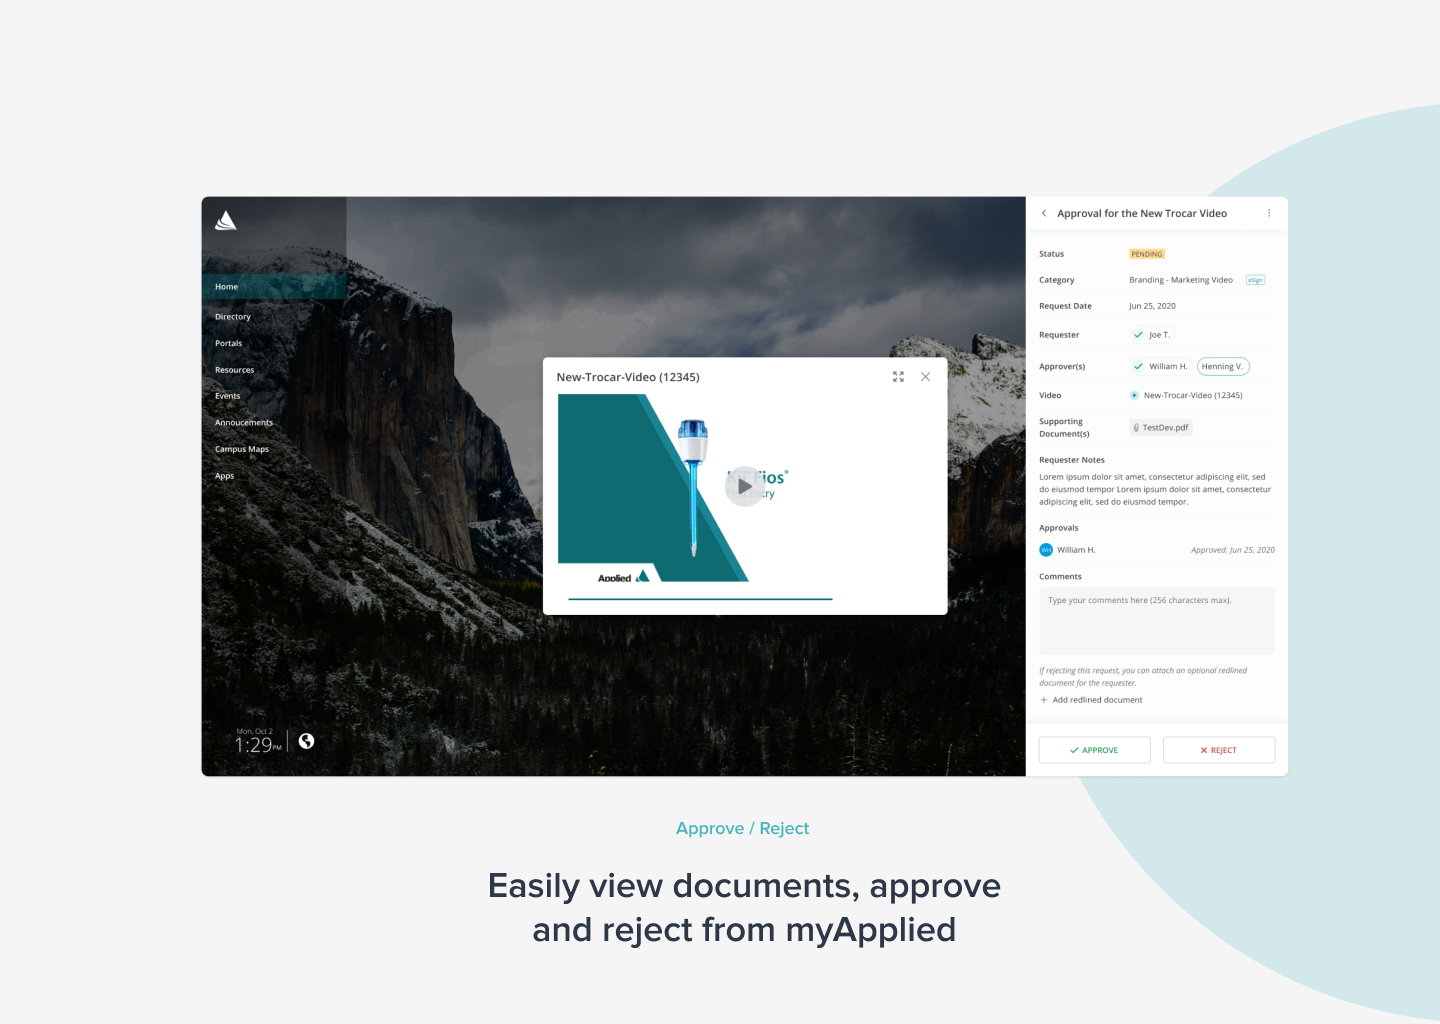 Home
Directory
Portals
Resources
Events
Annoucements
Campus Maps
Apps
Mon, Oct 2
1:29 PM
New-Trocar-Video (12345)
Entry
Applied
Approval for the New Trocar Video
Status PENDING
Category Branding - Marketing Video eSign
Request Date Jun 25, 2020
Requester Joe T.
Approver(s) William H. Henning V.
Video New-Trocar-Video (12345)
Supporting
Document(s) TestDev.pdf
Requester Notes
Lorem ipsum dolor sit amet, consectetur adipiscing elit, sed
do eiusmod tempor Lorem ipsum dolor sit amet, consectetur
adipiscing elit, sed do eiusmod tempor.
Approvals
WH William H. Approved: Jun 25, 2020
Comments
Type your comments here (256 characters max).
If rejecting this request, you can attach an optional redlined
document for the requester.
+ Add redlined document
APPROVE REJECT
Approve / Reject
Easily view documents, approve
and reject from myApplied